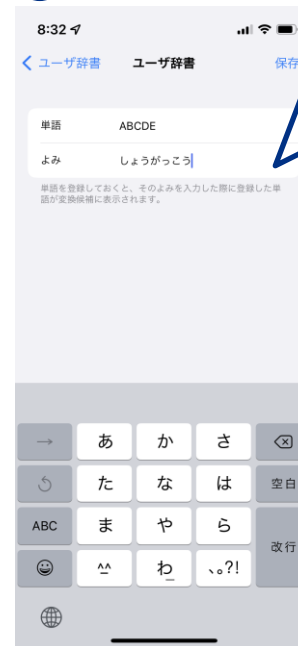 8:32
ユーザ辞書 ユーザ辞書 保存
単語 ABCDE
よみ しょうがっこう
単語を登録しておくと、そのよみを入力した際に登録した単
語が変換候補に表示されます。
→ あ か さ
た な は 空白
ABC ま や ら
^^ わ 、。?! 改行